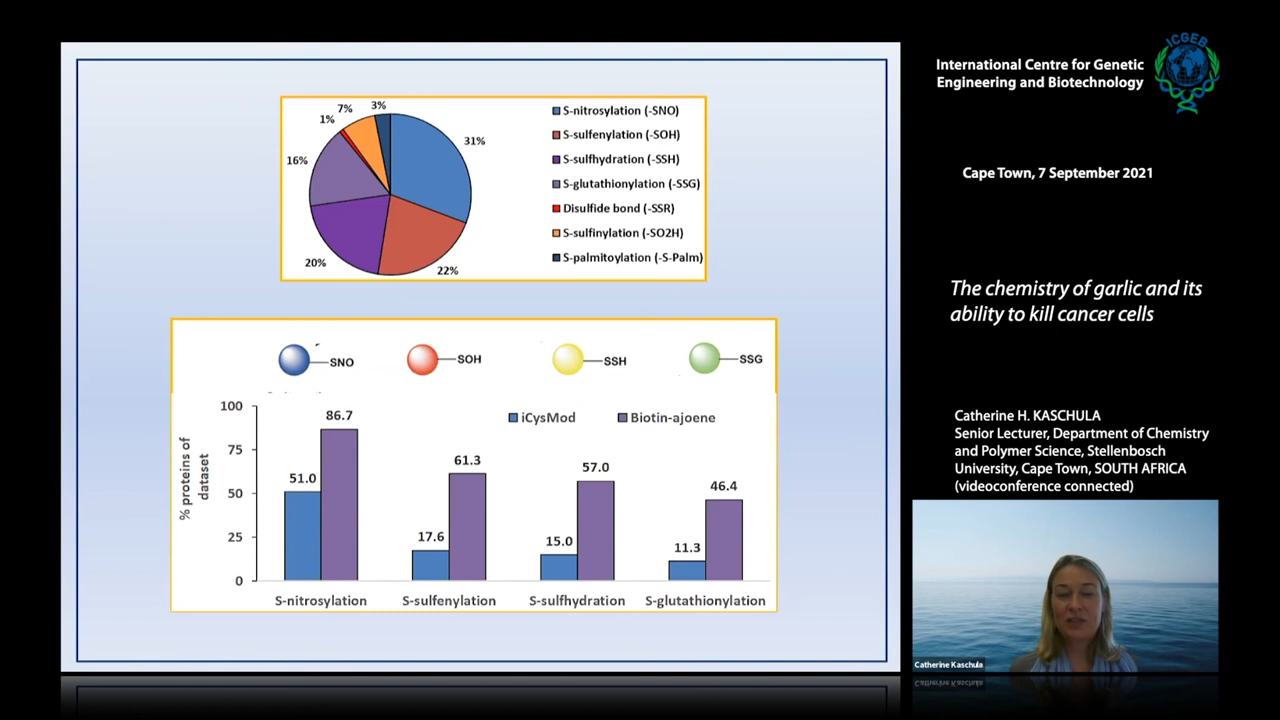 7%
3%
1%
31%
16%
20%
22%
S-nitrosylation (-SNO)
S-sulfenylation (-SOH)
S-sulfhydration (-SSH)
S-glutathionylation (-SSG)
Disulfide bond (-SSR)
S-sulfinylation (-SO2H)
S-palmitoylation (-S-Palm)
SNO
SOH
SSH
SSG
iCysMod
Biotin-ajoene
% proteins of
dataset
100
75
50
25
0
51.0
86.7
17.6
61.3
15.0
57.0
11.3
46.4
S-nitrosylation
S-sulfenylation
S-sulfhydration
S-glutathionylation
International Centre for Genetic
Engineering and Biotechnology
ICGEB
Cape Town, 7 September 2021
The chemistry of garlic and its
ability to kill cancer cells
Catherine H. KASCHULA
Senior Lecturer, Department of Chemistry
and Polymer Science, Stellenbosch
University, Cape Town, SOUTH AFRICA
(videoconference connected)
Catherine Kaschula